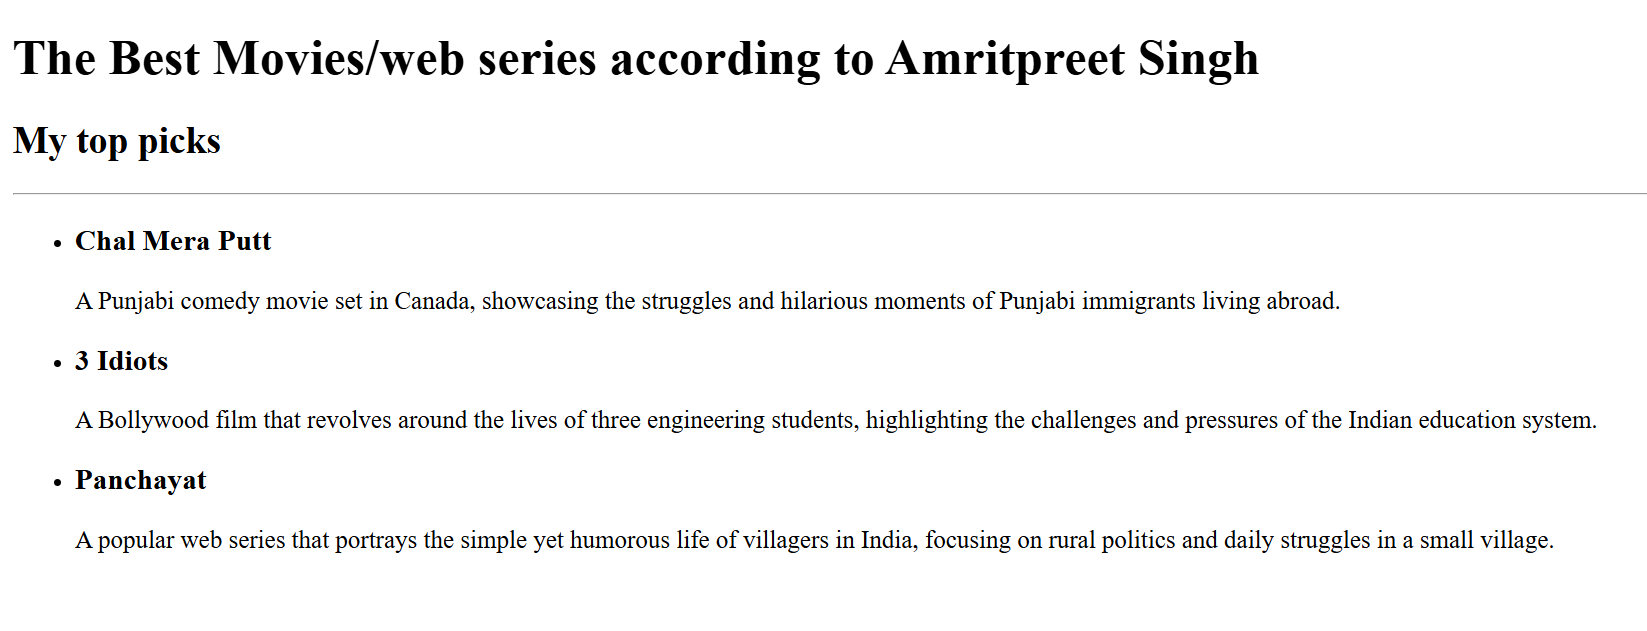 The Best Movies/web series according to Amritpreet Singh
My top picks
Chal Mera Putt
A Punjabi comedy movie set in Canada, showcasing the struggles and hilarious moments of Punjabi immigrants living abroad.
3 Idiots
A Bollywood film that revolves around the lives of three engineering students, highlighting the challenges and pressures of the Indian education system.
Panchayat
A popular web series that portrays the simple yet humorous life of villagers in India, focusing on rural politics and daily struggles in a small village.